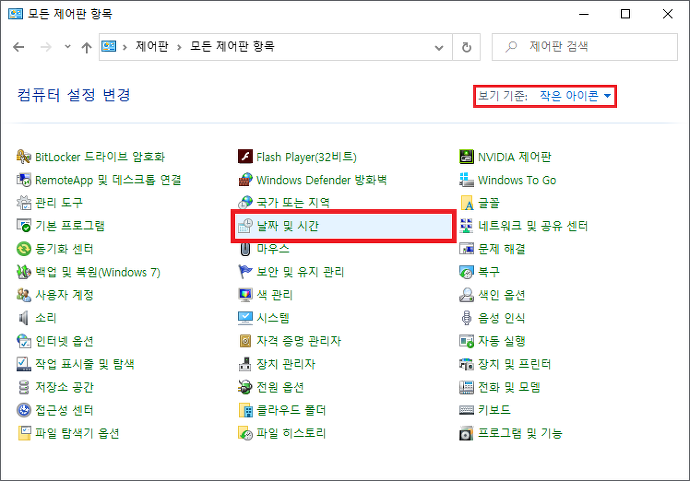 모든 제어판 항목
제어판 > 모든 제어판 항목
제어판 검색
컴퓨터 설정 변경
보기 기준: 작은 아이콘
BitLocker 드라이브 암호화 Flash Player(32비트) NVIDIA 제어판
RemoteApp 및 데스크톱 연결 Windows Defender 방화벽 Windows To Go
관리 도구 국가 또는 지역 글꼴
기본 프로그램 날짜 및 시간 네트워크 및 공유 센터
동기화 센터 마우스 문제 해결
백업 및 복원(Windows 7) 보안 및 유지 관리 복구
사용자 계정 색 관리 색인 옵션
소리 시스템 음성 인식
인터넷 옵션 자격 증명 관리자 자동 실행
작업 표시줄 및 탐색 장치 관리자 장치 및 프린터
저장소 공간 전원 옵션 전화 및 모뎀
접근성 센터 클라우드 폴더 키보드
파일 탐색기 옵션 파일 히스토리 프로그램 및 기능